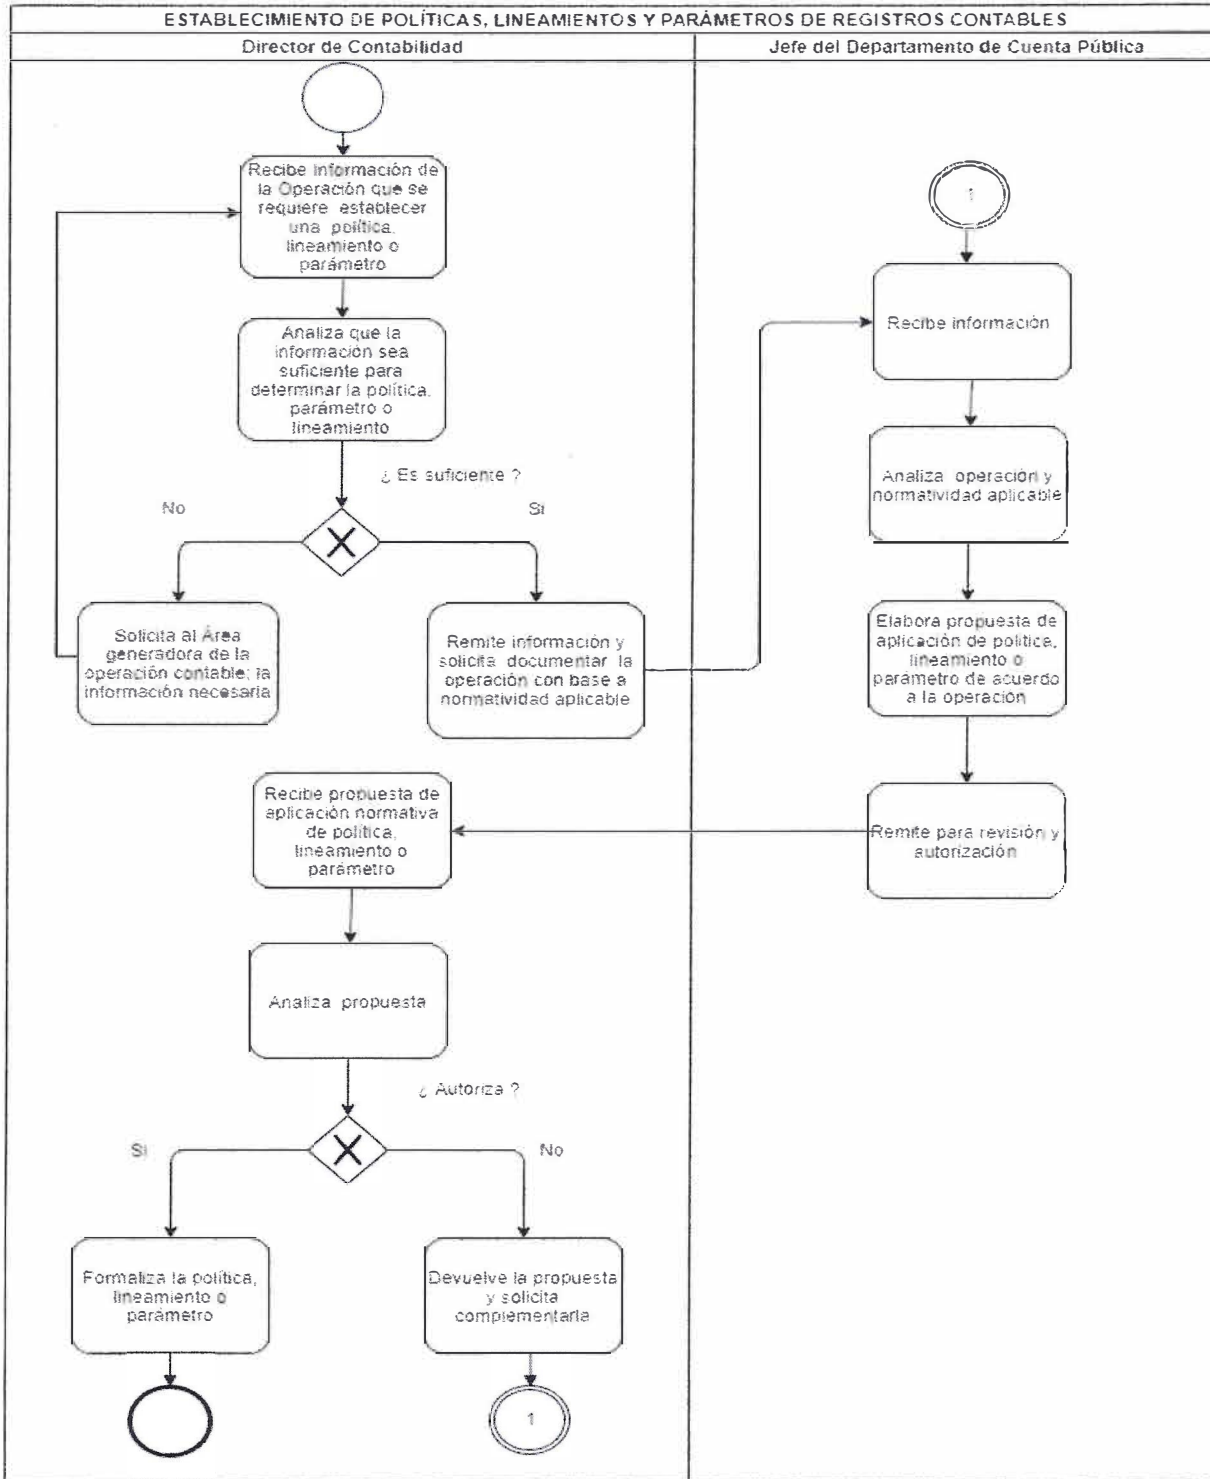 ESTABLECIMIENTO DE POLÍTICAS, LINEAMIENTOS Y PARÁMETROS DE REGISTROS CONTABLES
Director de Contabilidad
Jefe del Departamento de Cuenta Pública
Recibe información de
la Operación que se
requiere establecer
una política,
lineamiento o
parámetro
Analiza que la
información sea
suficiente para
determinar la política,
parámetro o
lineamiento
¿ Es suficiente ?
No
Si
Solicita al Área
generadora de la
operación contable; la
información necesaria
Remite información y
solicita documentar la
operación con base a
normatividad aplicable
1
Recibe información
Analiza operación y
normatividad aplicable
Elabora propuesta de
aplicación de política,
lineamiento o
parámetro de acuerdo
a la operación
Remite para revisión y
autorización
Recibe propuesta de
aplicación normativa
de política,
lineamiento o
parámetro
Analiza propuesta
¿ Autoriza ?
Si
No
Formaliza la política,
lineamiento o
parámetro
Devuelve la propuesta
y solicita
complementarla
1